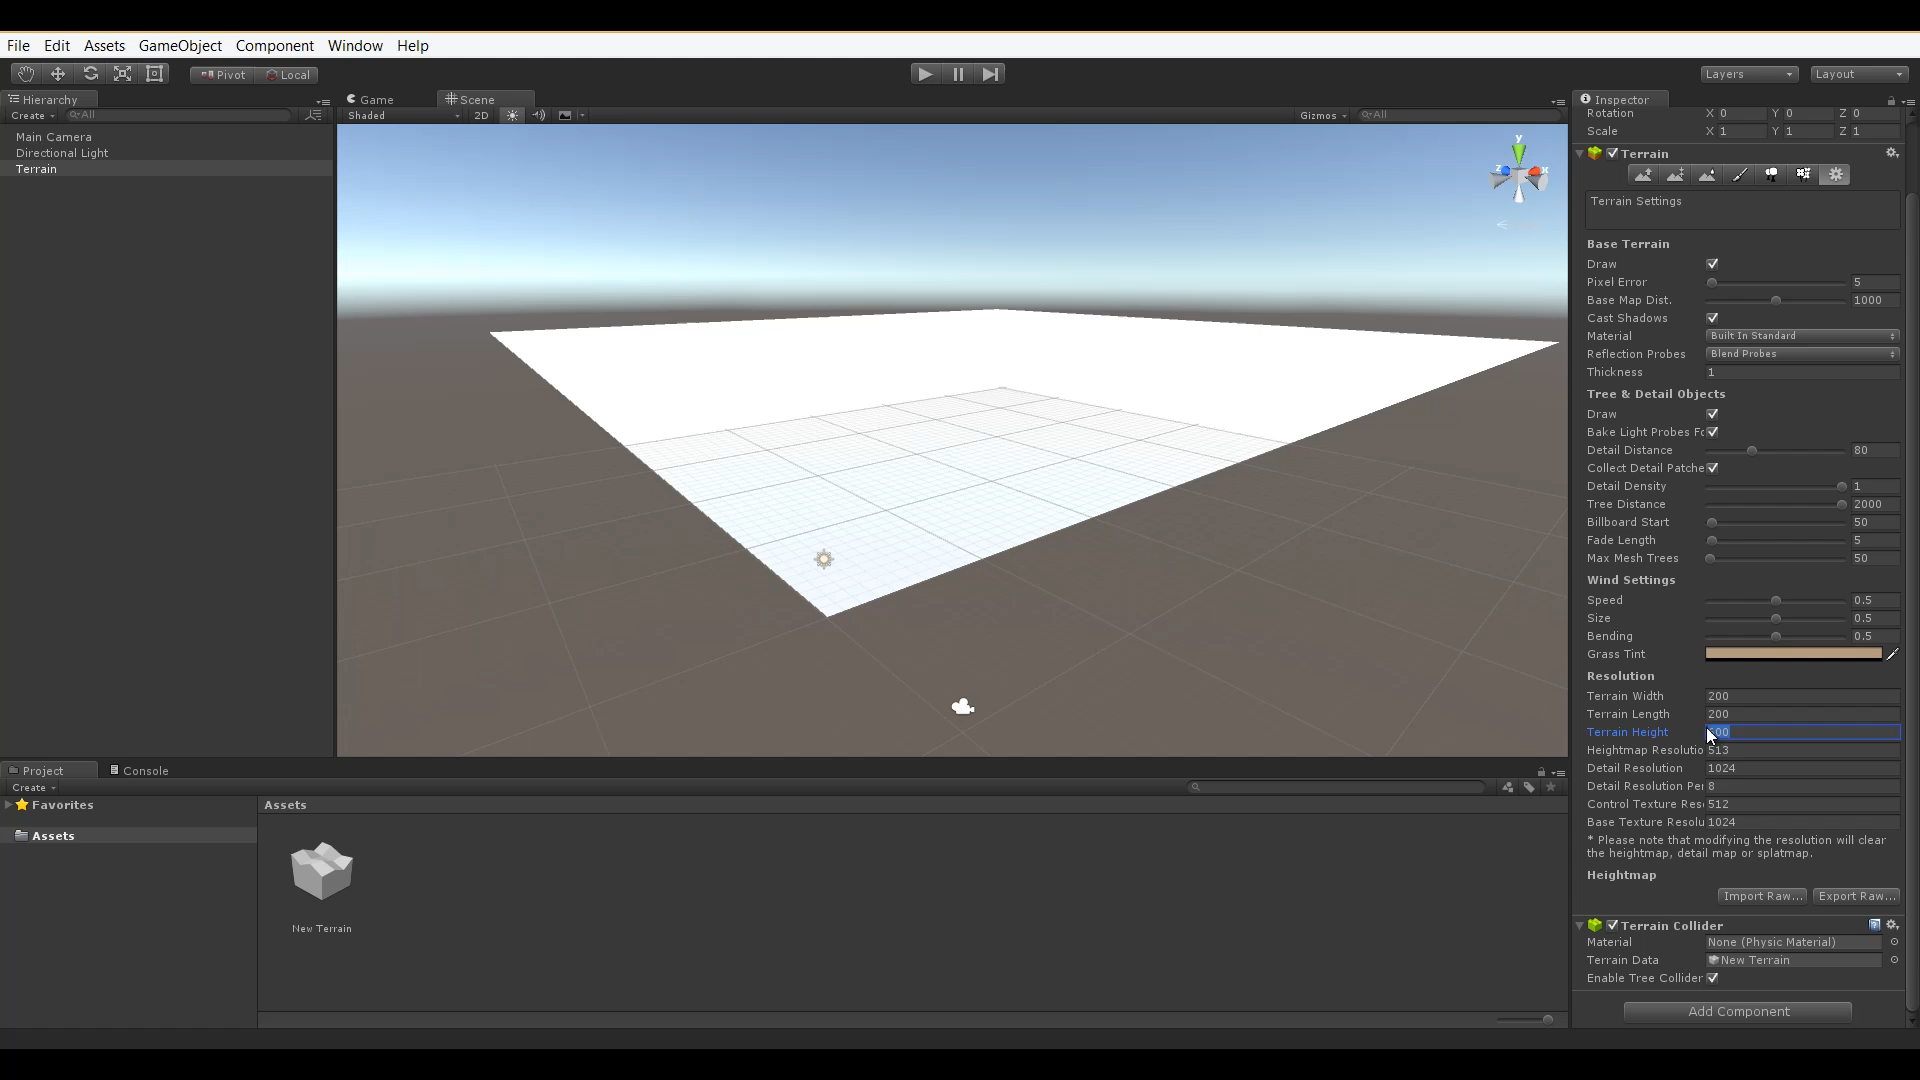 File Edit Assets GameObject Component Window Help
Pivot Local Layers Layout
Hierarchy Game Scene Inspector
Create All Shaded 2D Gizmos All
Rotation X 0 Y 0 Z 0
Scale X 1 Y 1 Z 1
Main Camera
Directional Light
Terrain
y
z x
Terrain
Terrain Settings
Base Terrain
Draw
Pixel Error 5
Base Map Dist. 1000
Cast Shadows
Material Built In Standard
Reflection Probes Blend Probes
Thickness 1
Tree & Detail Objects
Draw
Bake Light Probes Fo
Detail Distance 80
Collect Detail Patche
Detail Density 1
Tree Distance 2000
Billboard Start 50
Fade Length 5
Max Mesh Trees 50
Wind Settings
Speed 0.5
Size 0.5
Bending 0.5
Grass Tint
Resolution
Terrain Width 200
Terrain Length 200
Terrain Height
Heightmap Resolutio 513
Detail Resolution 1024
Detail Resolution Per 8
Control Texture Res 512
Base Texture Resolu 1024
* Please note that modifying the resolution will clear
the heightmap, detail map or splatmap.
Heightmap
Import Raw... Export Raw...
Terrain Collider
Material None (Physic Material)
Terrain Data New Terrain
Enable Tree Collider
Add Component
Project Console
Create
Favorites
Assets
Assets
New Terrain